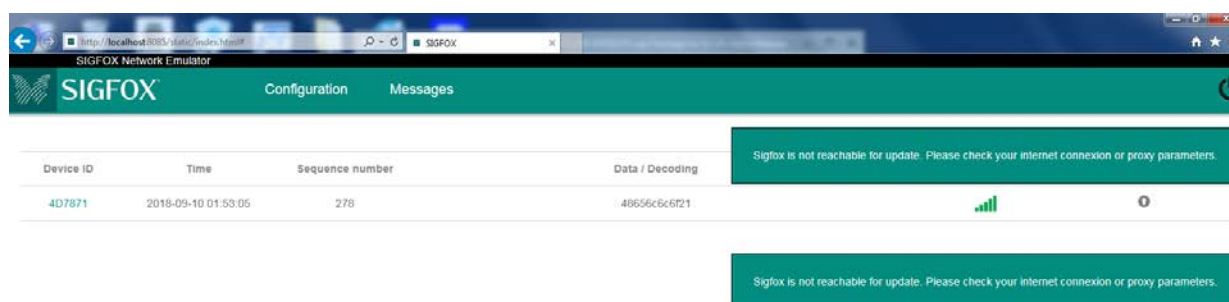 http://localhost:8085/static/index.html#
SIGFOX
SIGFOX Network Emulator
SIGFOX
Configuration Messages
Sigfox is not reachable for update. Please check your internet connexion or proxy parameters.
Device ID Time Sequence number Data / Decoding
4D7871 2018-09-10 01:53:05 278 48656c6c6f21
Sigfox is not reachable for update. Please check your internet connexion or proxy parameters.